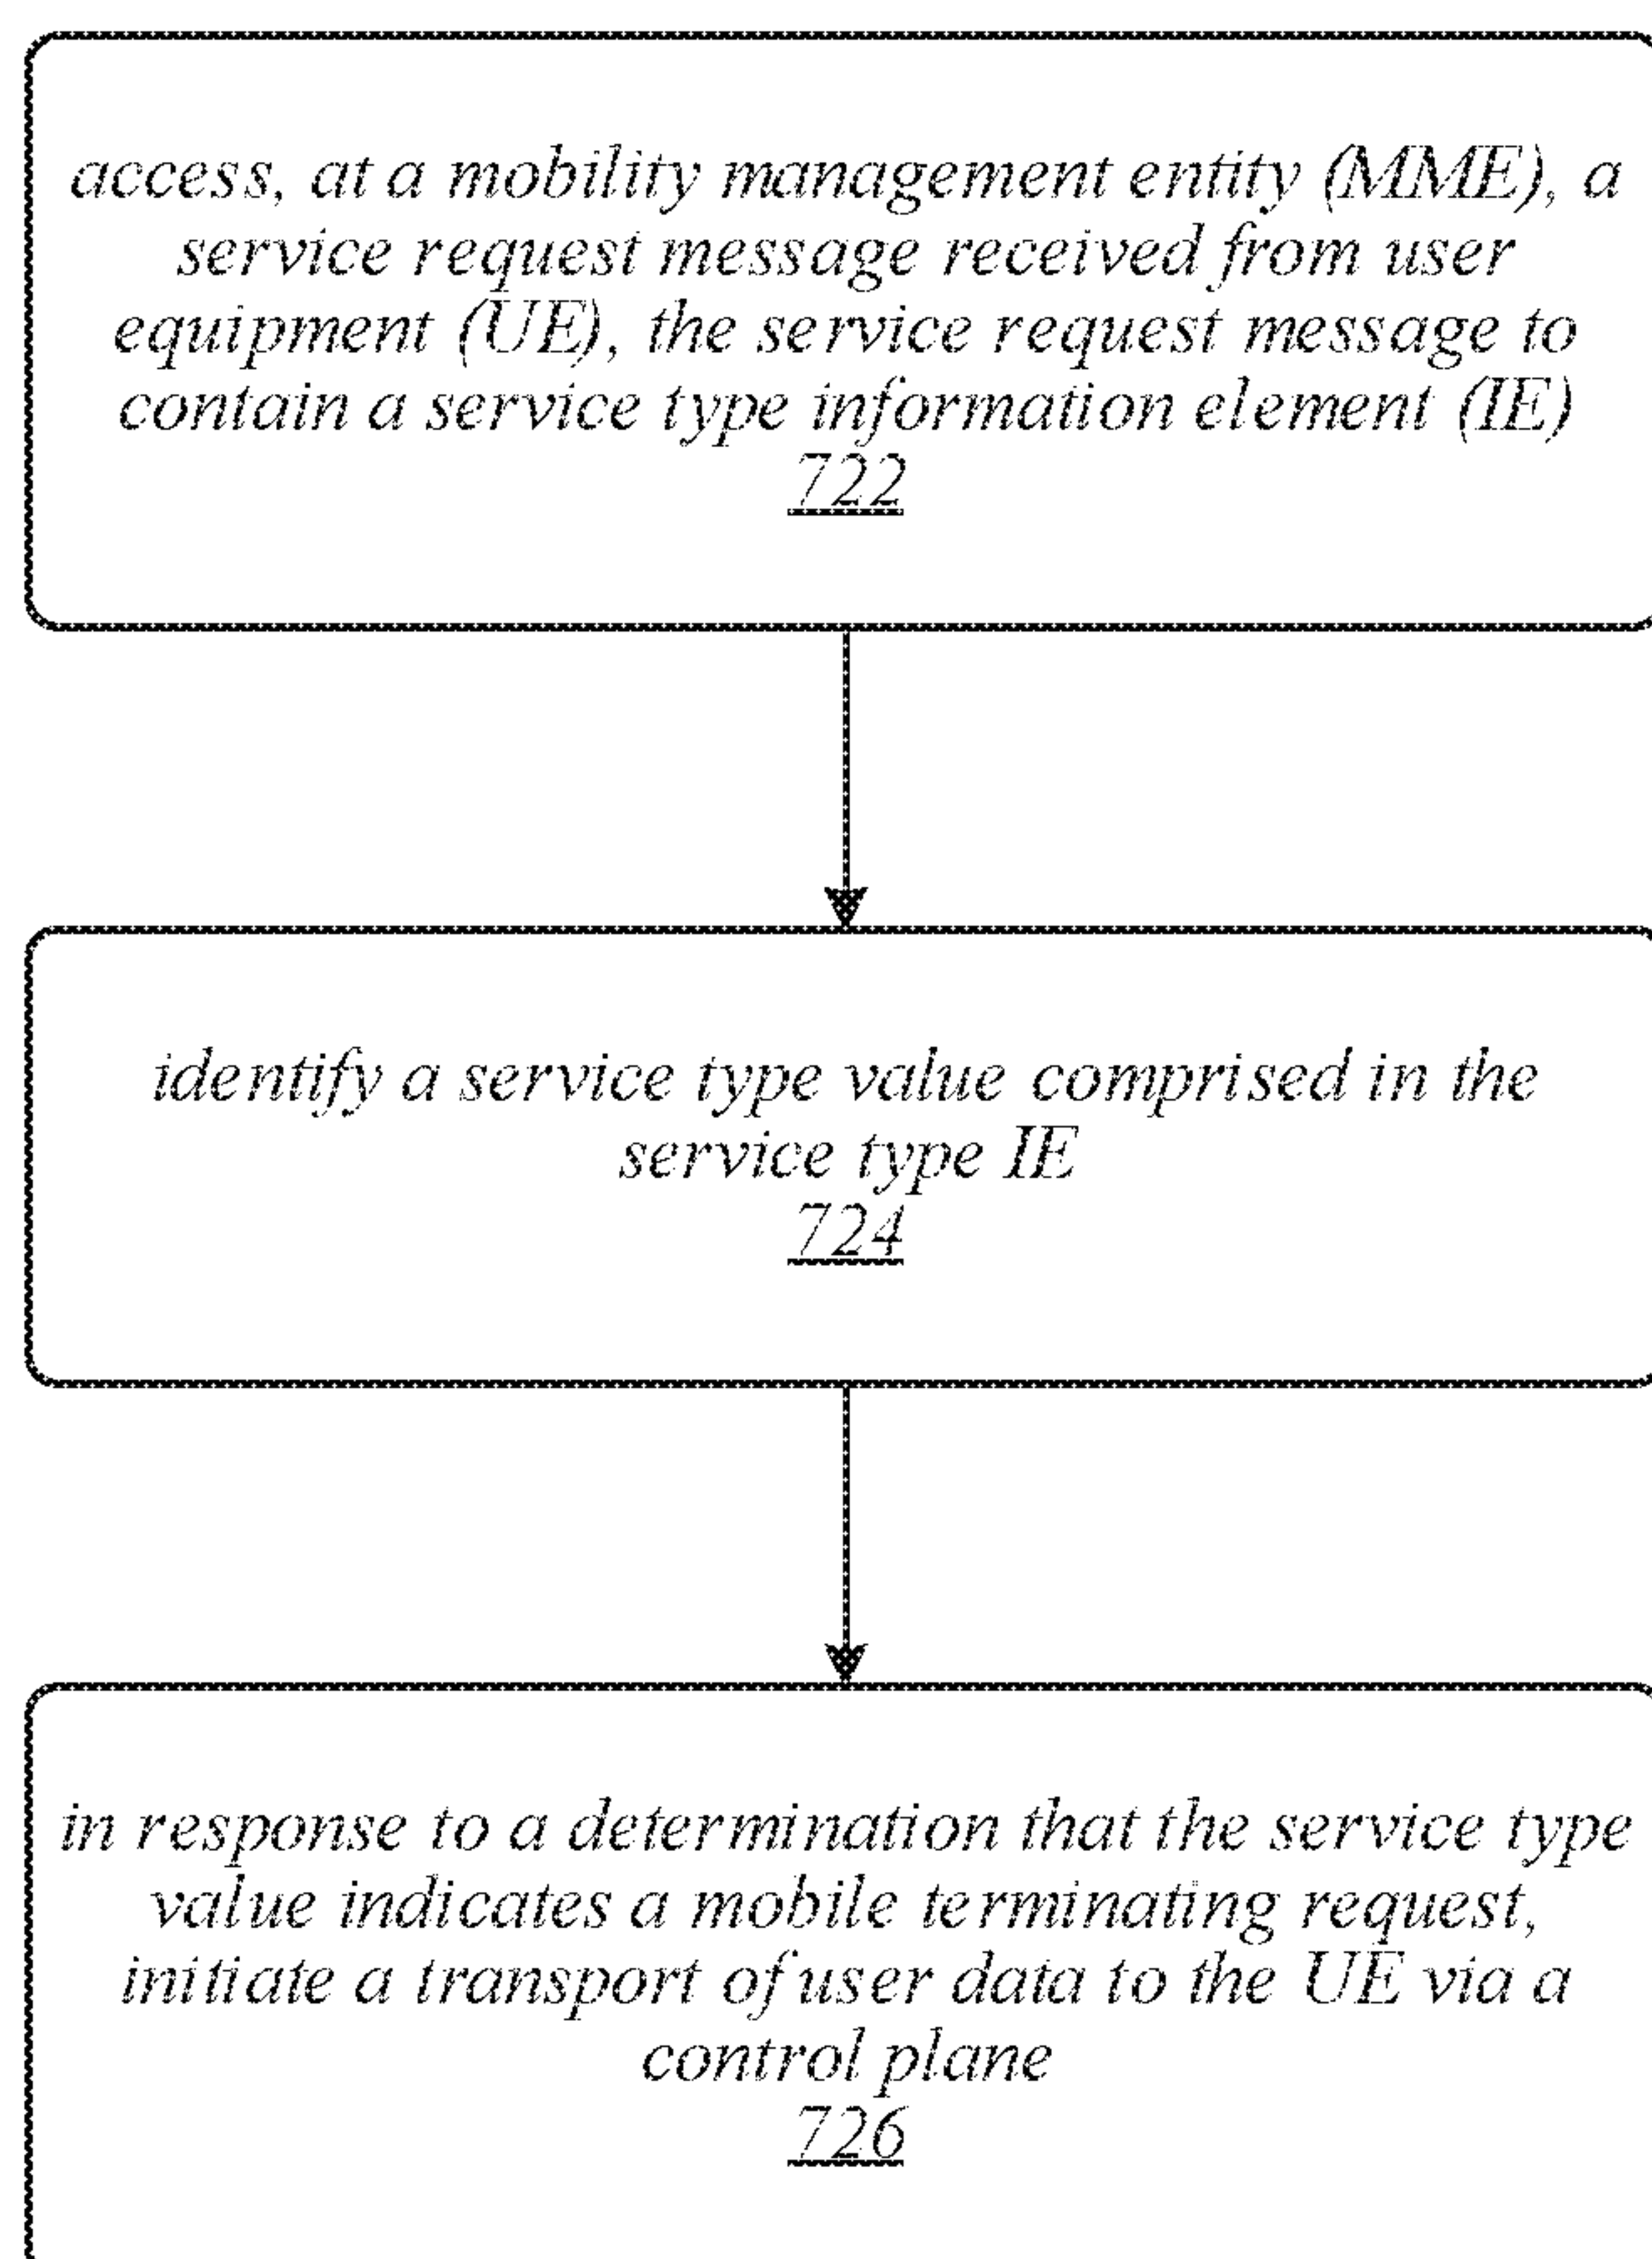 access, at a mobility management entity (MME), a
service request message received from user
equipment (UE), the service request message to
contain a service type information element (IE)
722
identify a service type value comprised in the
service type IE
724
in response to a determination that the service type
value indicates a mobile terminating request,
initiate a transport of user data to the UE via a
control plane
726